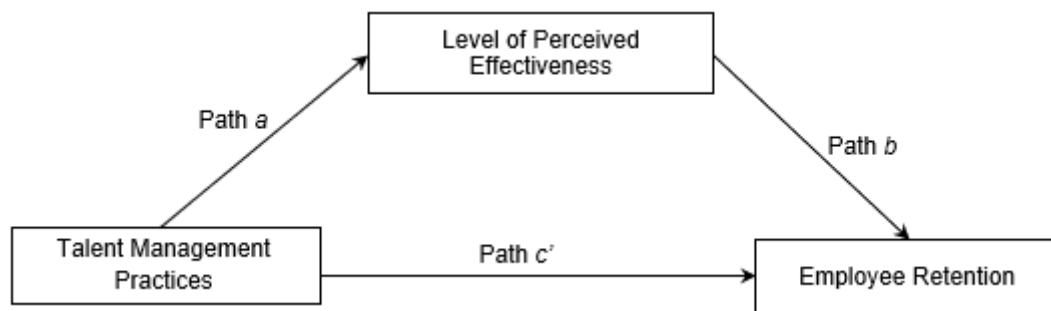 Level of Perceived
Effectiveness
Path a
Path b
Talent Management
Practices
Path c'
Employee Retention